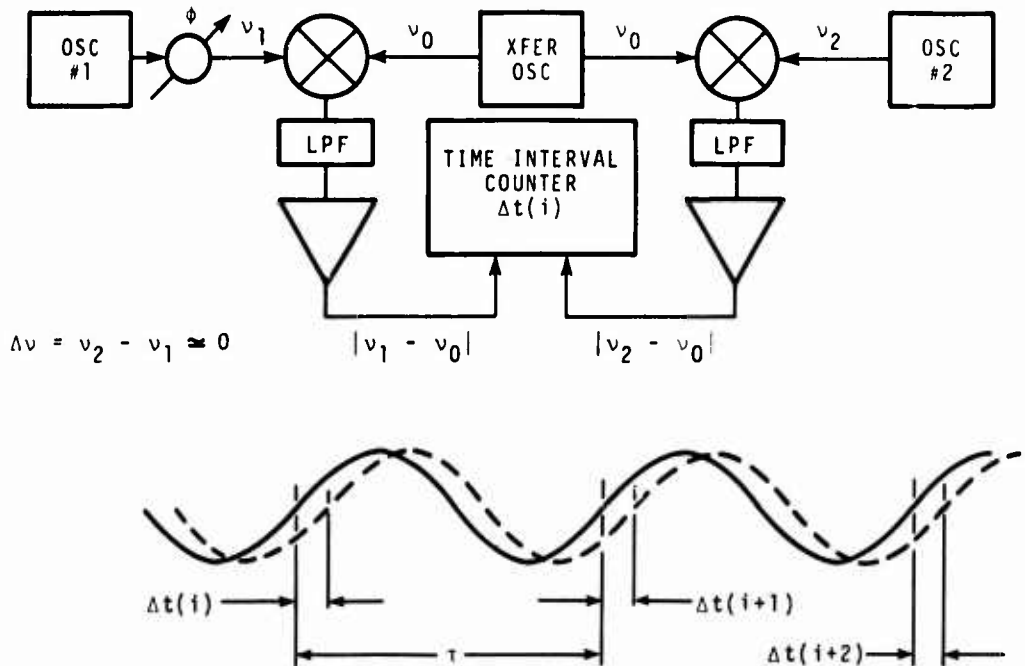 ϕ
OSC
#1
ν1
ν0
XFER
OSC
ν0
ν2
OSC
#2
LPF
TIME INTERVAL
COUNTER
Δt(i)
LPF
Δν = ν2 - ν1 ≃ 0
|ν1 - ν0|
|ν2 - ν0|
Δt(i)
Δt(i+1)
τ
Δt(i+2)